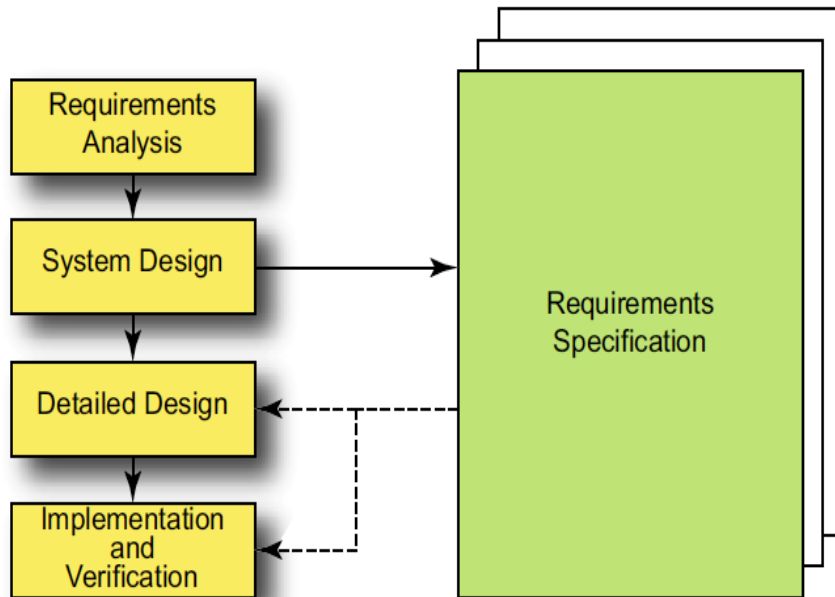 Requirements
Analysis
System Design
Detailed Design
Implementation
and
Verification
Requirements
Specification